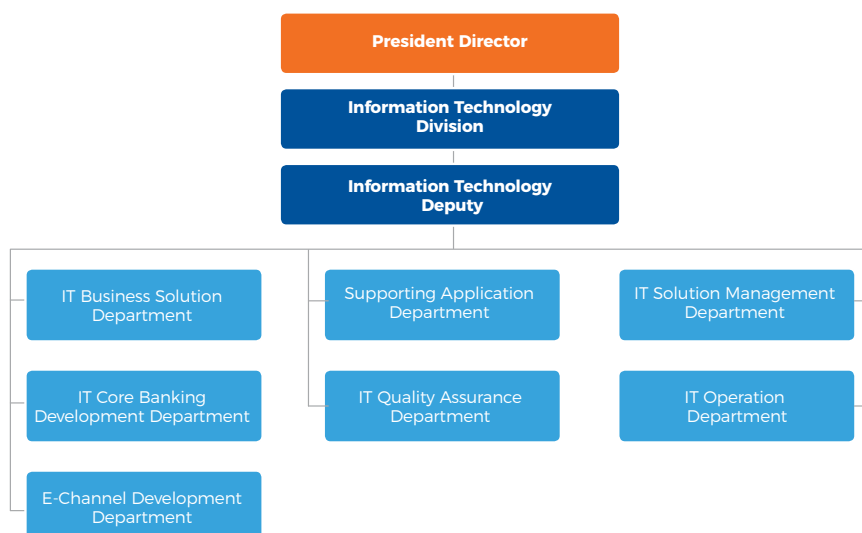 President Director
Information Technology
Division
Information Technology
Deputy
IT Business Solution
Department
Supporting Application
Department
IT Solution Management
Department
IT Core Banking
Development Department
IT Quality Assurance
Department
IT Operation
Department
E-Channel Development
Department